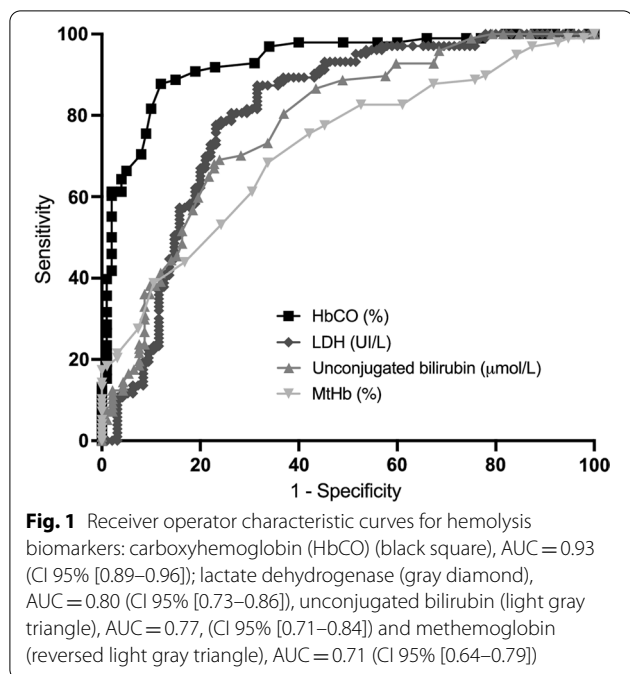 100
80
60
40
20
0
Sensitivity
HbCO (%)
LDH (UI/L)
Unconjugated bilirubin (μmol/L)
MtHb (%)
0 20 40 60 80 100
1 - Specificity
Fig. 1 Receiver operator characteristic curves for hemolysis
biomarkers: carboxyhemoglobin (HbCO) (black square), AUC = 0.93
(CI 95% [0.89–0.96]); lactate dehydrogenase (gray diamond),
AUC = 0.80 (CI 95% [0.73–0.86]), unconjugated bilirubin (light gray
triangle), AUC = 0.77, (CI 95% [0.71–0.84]) and methemoglobin
(reversed light gray triangle), AUC = 0.71 (CI 95% [0.64–0.79])